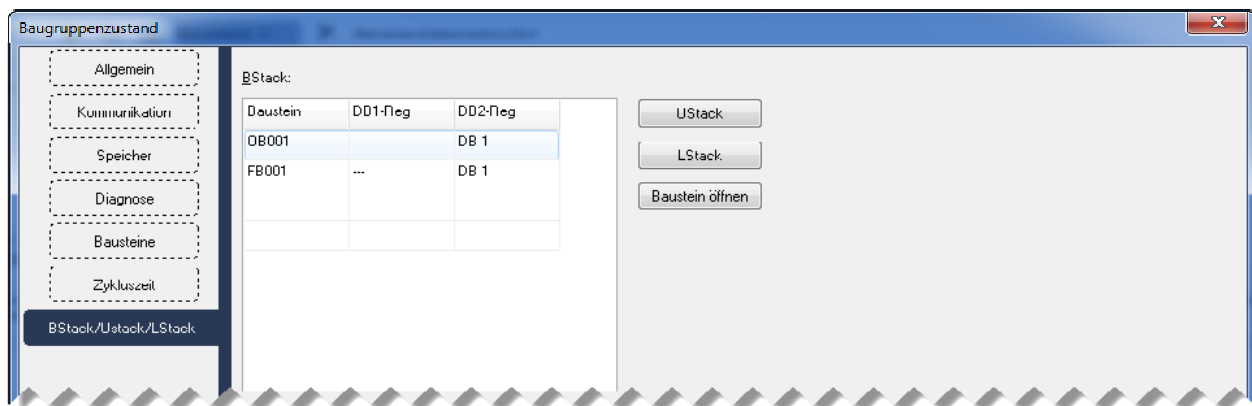 Baugruppenzustand
Allgemein
Kommunikation
Speicher
Diagnose
Bausteine
Zykluszeit
BStack/Ustack/LStack
BStack:
Baustein DB1-Reg DB2-Reg
OB001 DB 1
FB001 --- DB 1
UStack
LStack.
Baustein öffnen